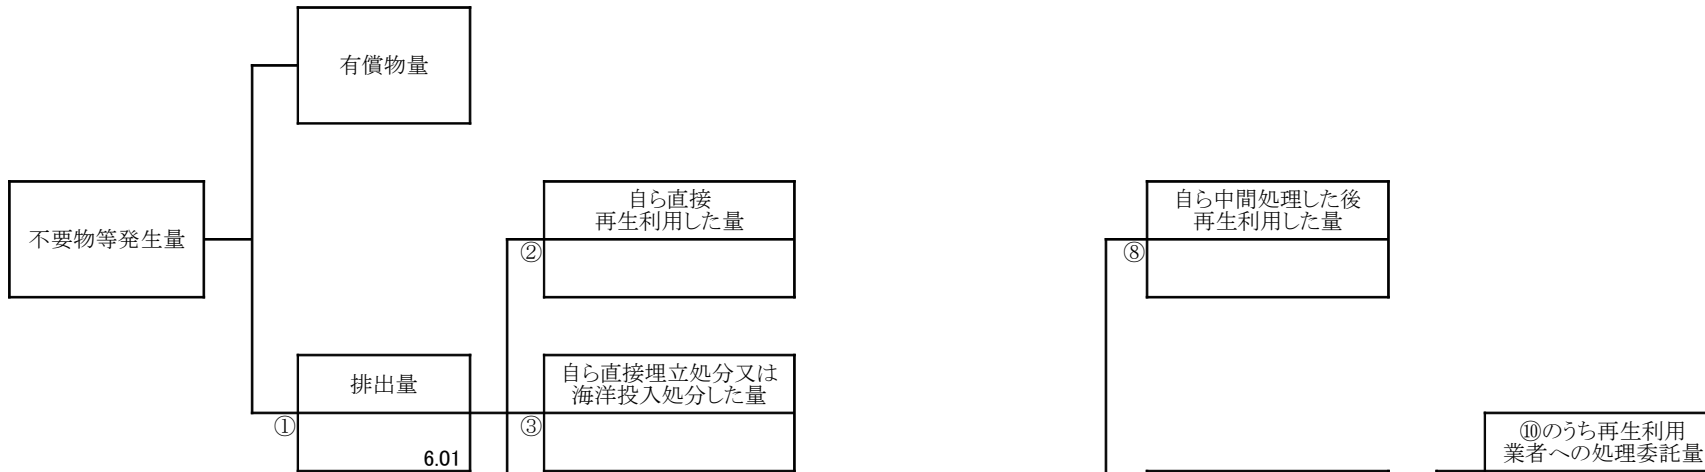 有償物量
不要物等発生量
自ら直接
再生利用した量
②
自ら中間処理した後
再生利用した量
⑧
排出量
①
6.01
自ら直接埋立処分又は
海洋投入処分した量
③
⑩のうち再生利用
業者への処理委託量